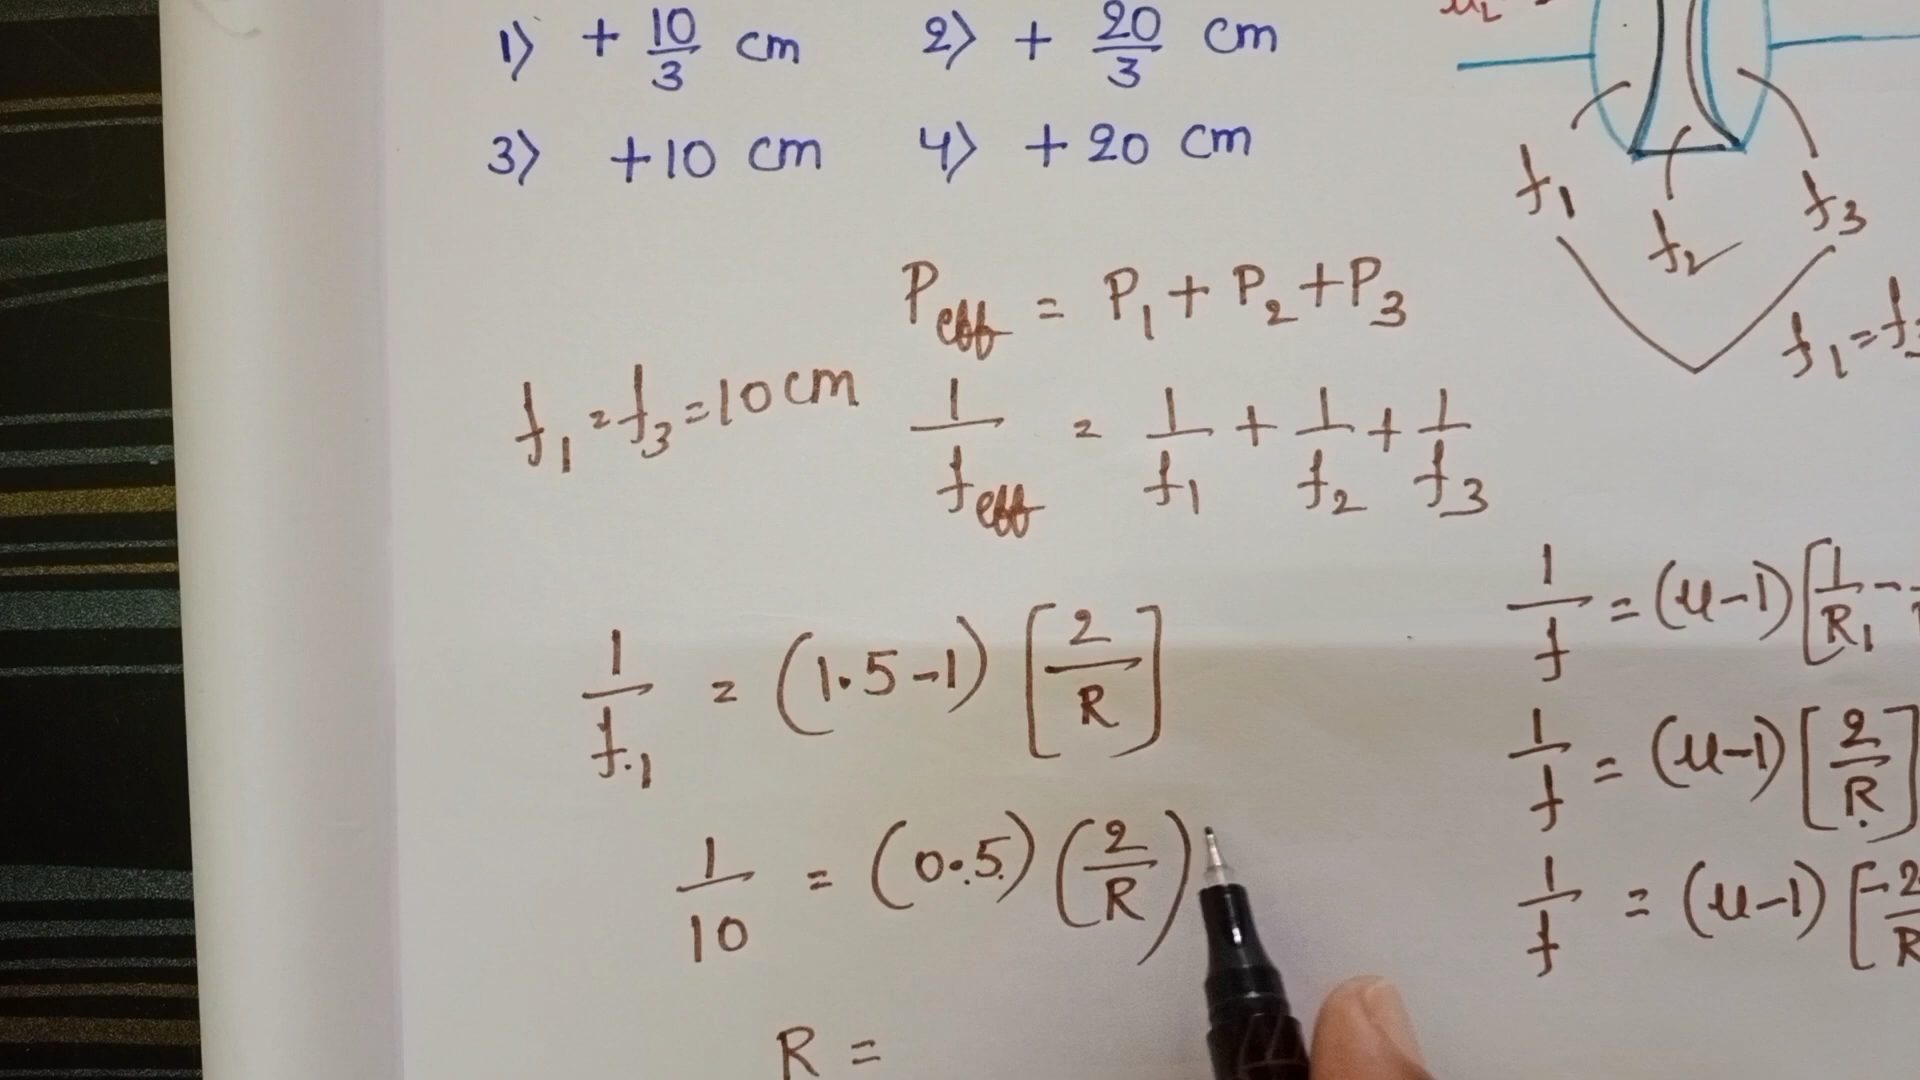 1) + 10/3 cm 2) + 20/3 cm
3) +10 cm 4) +20 cm
f1 f2 f3
f1 = f3
Peff = P1 + P2 + P3
f1 = f3 = 10 cm
1/feff = 1/f1 + 1/f2 + 1/f3
1/f = (μ-1) [1/R1 -
1/f1 = (1.5-1) [2/R]
1/f = (μ-1) [2/R]
1/10 = (0.5) (2/R)
1/f = (μ-1) [-2/R
R =